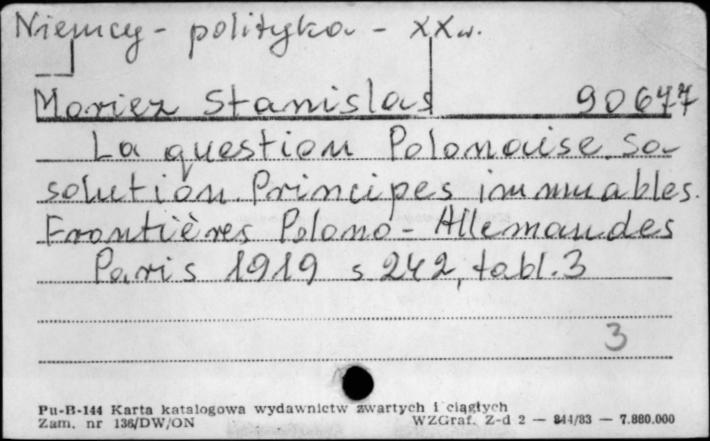 Niemcy - polityka - XX w.
Moriez Stanislas 90677
La question Polonaise. Sa
solution. Principes immuables.
Frontières Polono - Allemandes
Paris 1919 s 242, tabl. 3
3
Pu-B-144 Karta katalogowa wydawnictw zwartych i ciągłych
Zam. nr 136/DW/ON WZGraf. Z-d 2 — 844/83 — 7.880.000